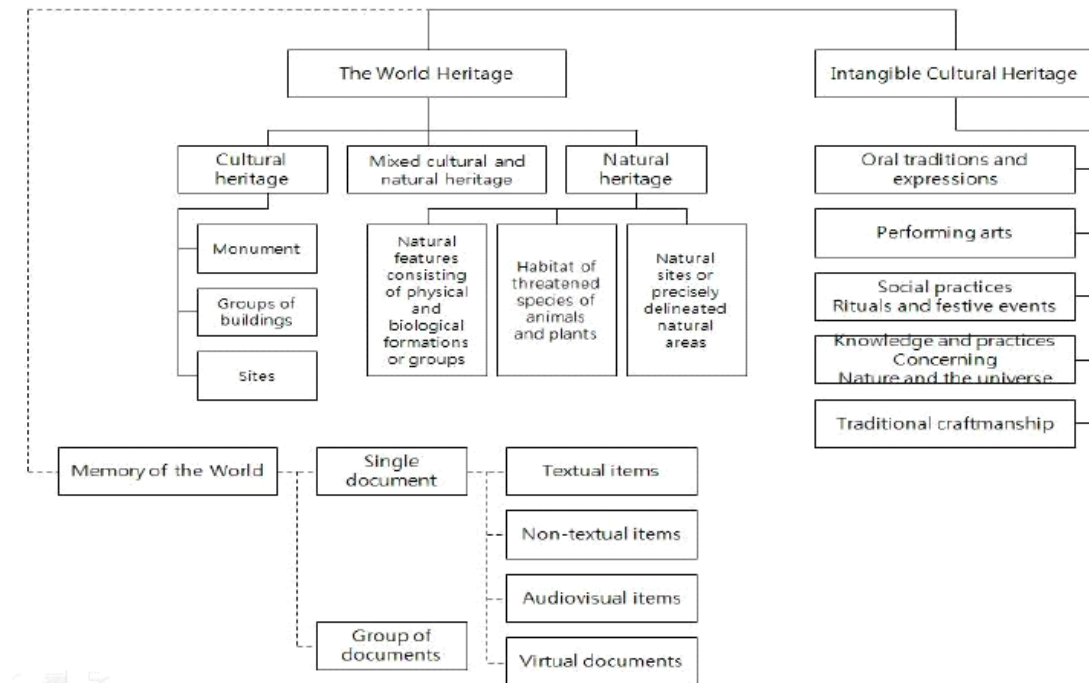 The World Heritage
Intangible Cultural Heritage
Cultural
heritage
Mixed cultural and
natural heritage
Natural
heritage
Monument
Groups of
buildings
Sites
Natural
features
consisting
of physical
and
biological
formations
or groups
Habitat of
threatened
species of
animals
and plants
Natural
sites or
precisely
delineated
natural
areas
Oral traditions and
expressions
Performing arts
Social practices
Rituals and festive events
Knowledge and practices
Concerning
Nature and the universe
Traditional craftmanship
Memory of the World
Single
document
Group of
documents
Textual items
Non-textual items
Audiovisual items
Virtual documents